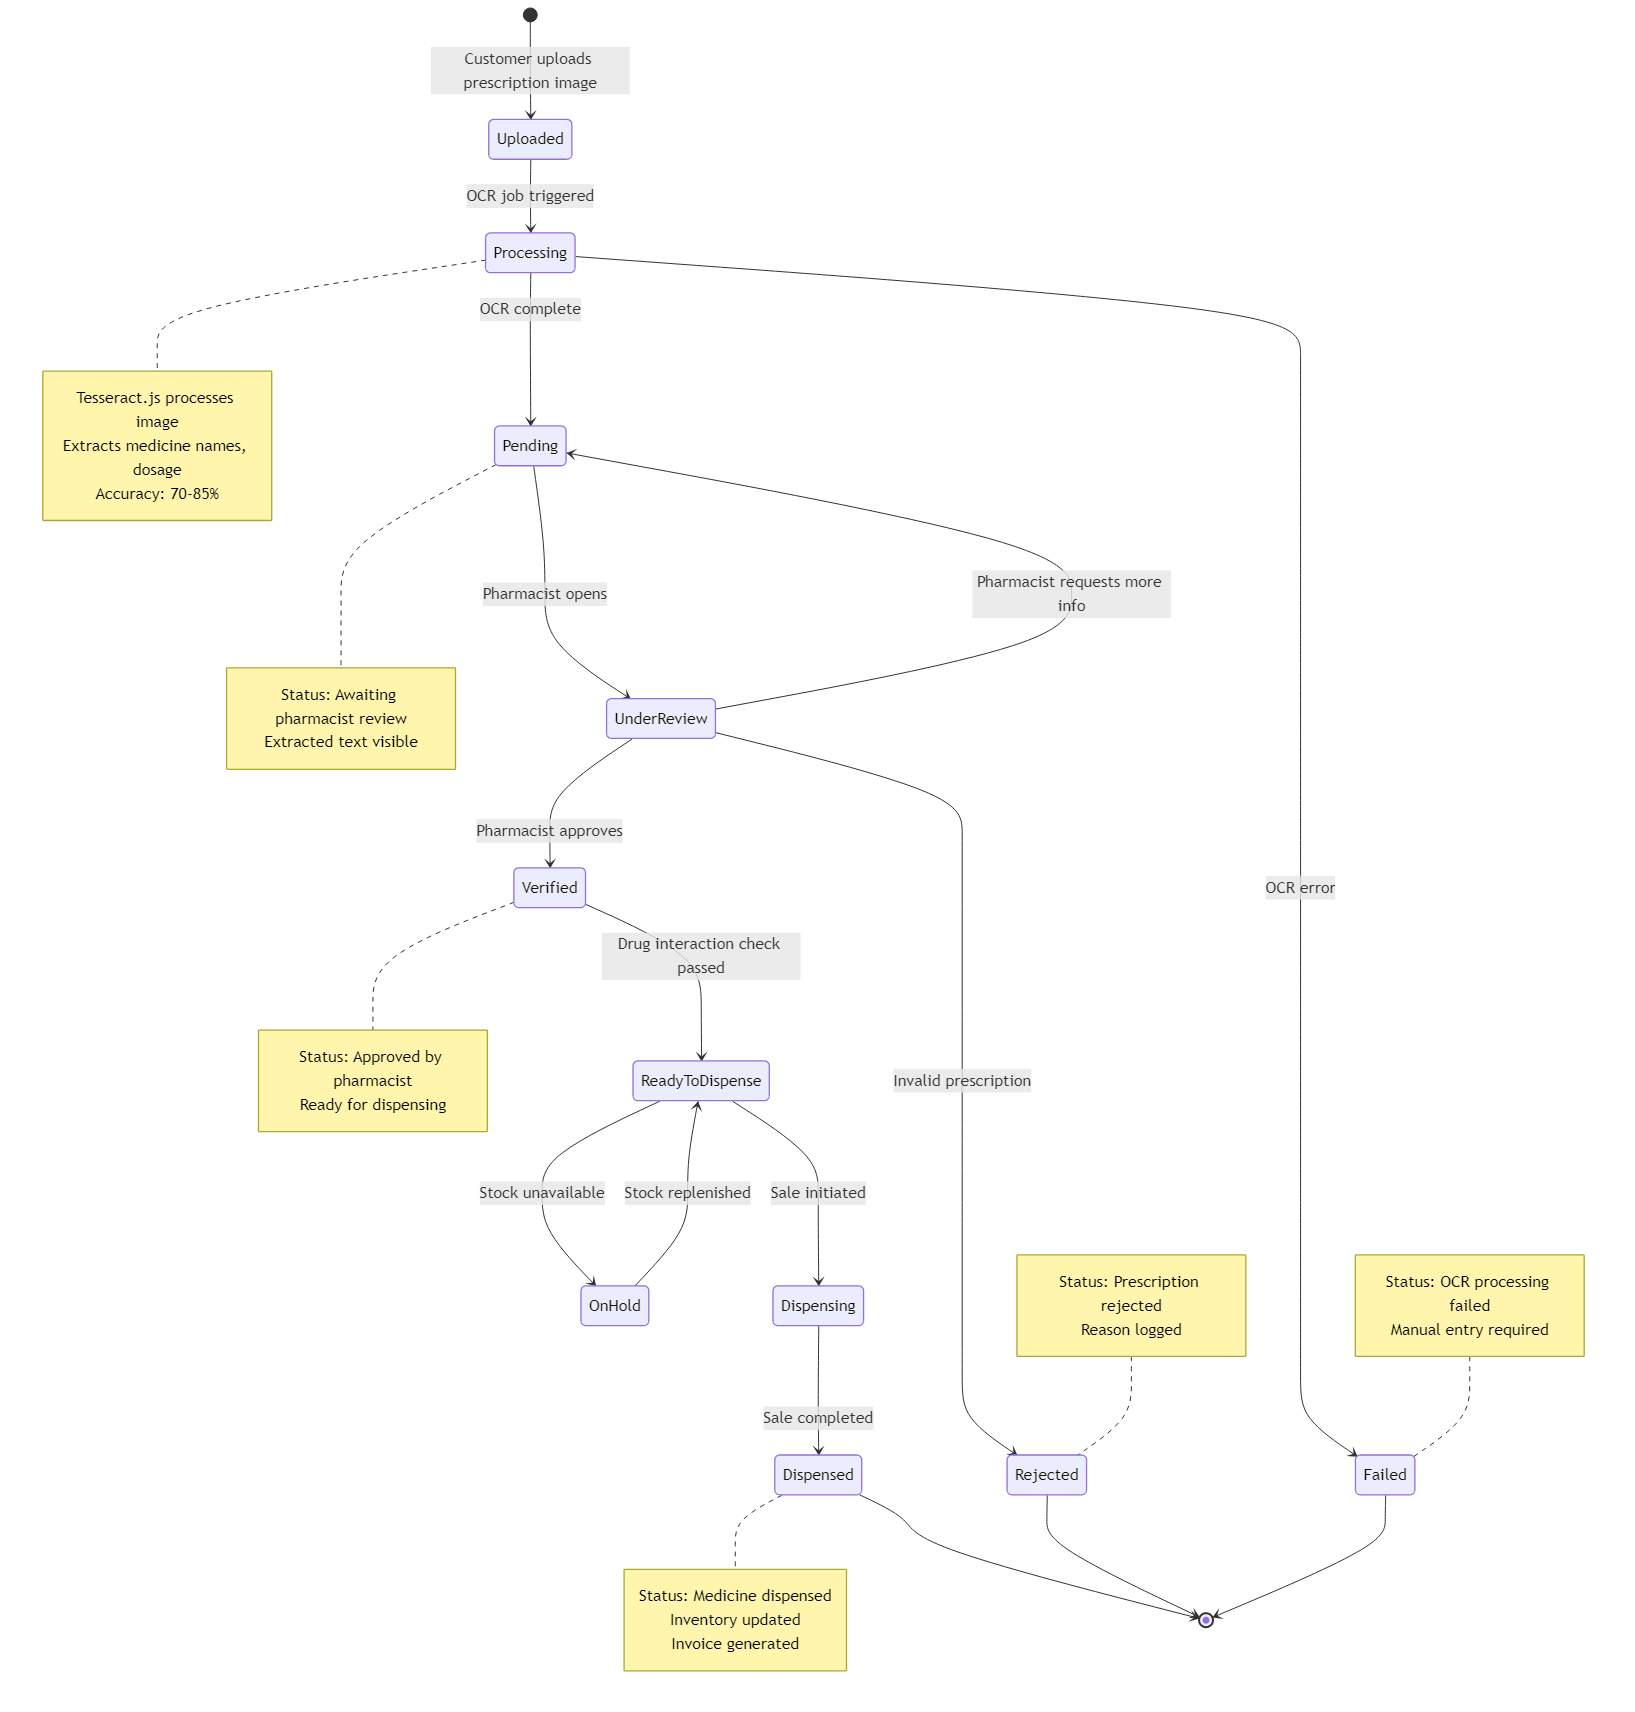 Customer uploads
prescription image
Uploaded
OCR job triggered
Processing
OCR complete
Tesseract.js processes
image
Extracts medicine names,
dosage
Accuracy: 70-85%
Pending
Pharmacist opens
Pharmacist requests more
info
Status: Awaiting
pharmacist review
Extracted text visible
UnderReview
Pharmacist approves
Verified
OCR error
Drug interaction check
passed
Status: Approved by
pharmacist
Ready for dispensing
ReadyToDispense
Invalid prescription
Stock unavailable
Stock replenished
Sale initiated
OnHold
Dispensing
Status: Prescription
rejected
Reason logged
Status: OCR processing
failed
Manual entry required
Sale completed
Dispensed
Rejected
Failed
Status: Medicine dispensed
Inventory updated
Invoice generated